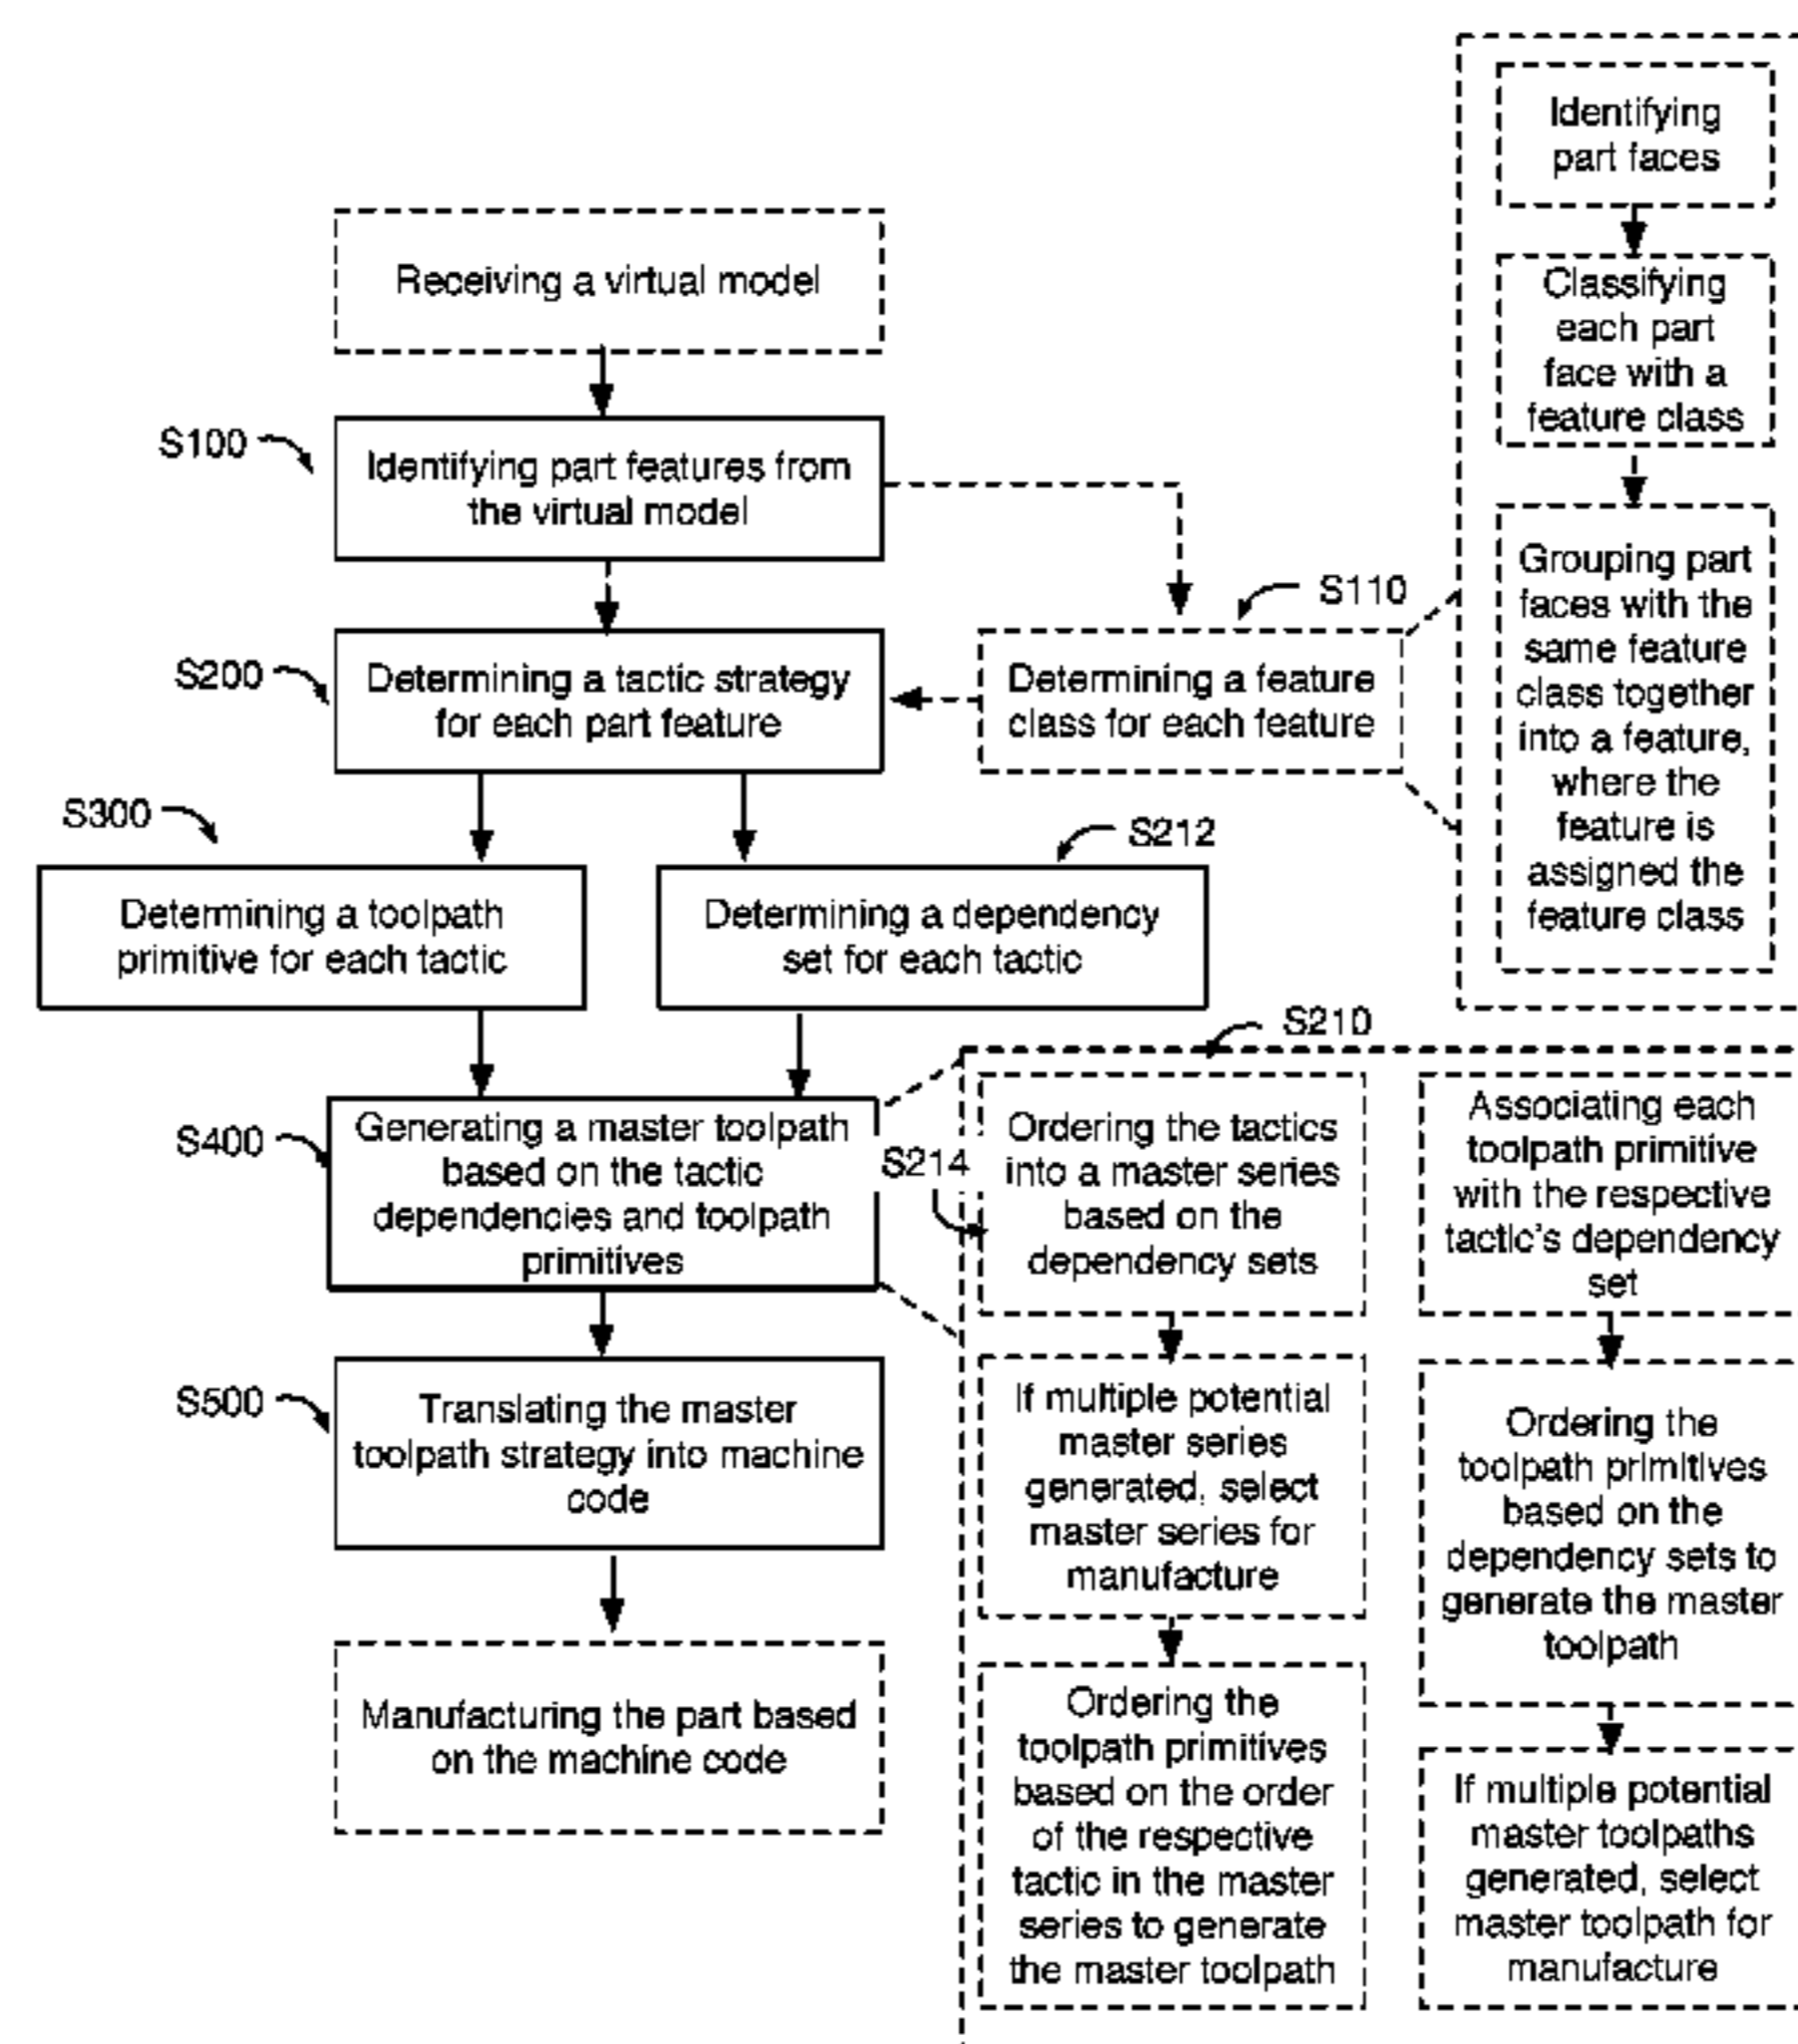 Receiving a virtual model
S100
Identifying part features from
the virtual model
S200
Determining a tactic strategy
for each part feature
S110
Determining a feature
class for each feature
Identifying
part faces
Classifying
each part
face with a
feature class
Grouping part
faces with the
same feature
class together
into a feature,
where the
feature is
assigned the
feature class
S300
Determining a toolpath
primitive for each tactic
S212
Determining a dependency
set for each tactic
S400
Generating a master toolpath
based on the tactic
dependencies and toolpath
primitives
S500
Translating the master
toolpath strategy into machine
code
Manufacturing the part based
on the machine code
S210
S214
Ordering the tactics
into a master series
based on the
dependency sets
If multiple potential
master series
generated, select
master series for
manufacture
Ordering the
toolpath primitives
based on the order
of the respective
tactic in the master
series to generate
the master toolpath
Associating each
toolpath primitive
with the respective
tactic's dependency
set
Ordering the
toolpath primitives
based on the
dependency sets to
generate the master
toolpath
If multiple potential
master toolpaths
generated, select
master toolpath for
manufacture